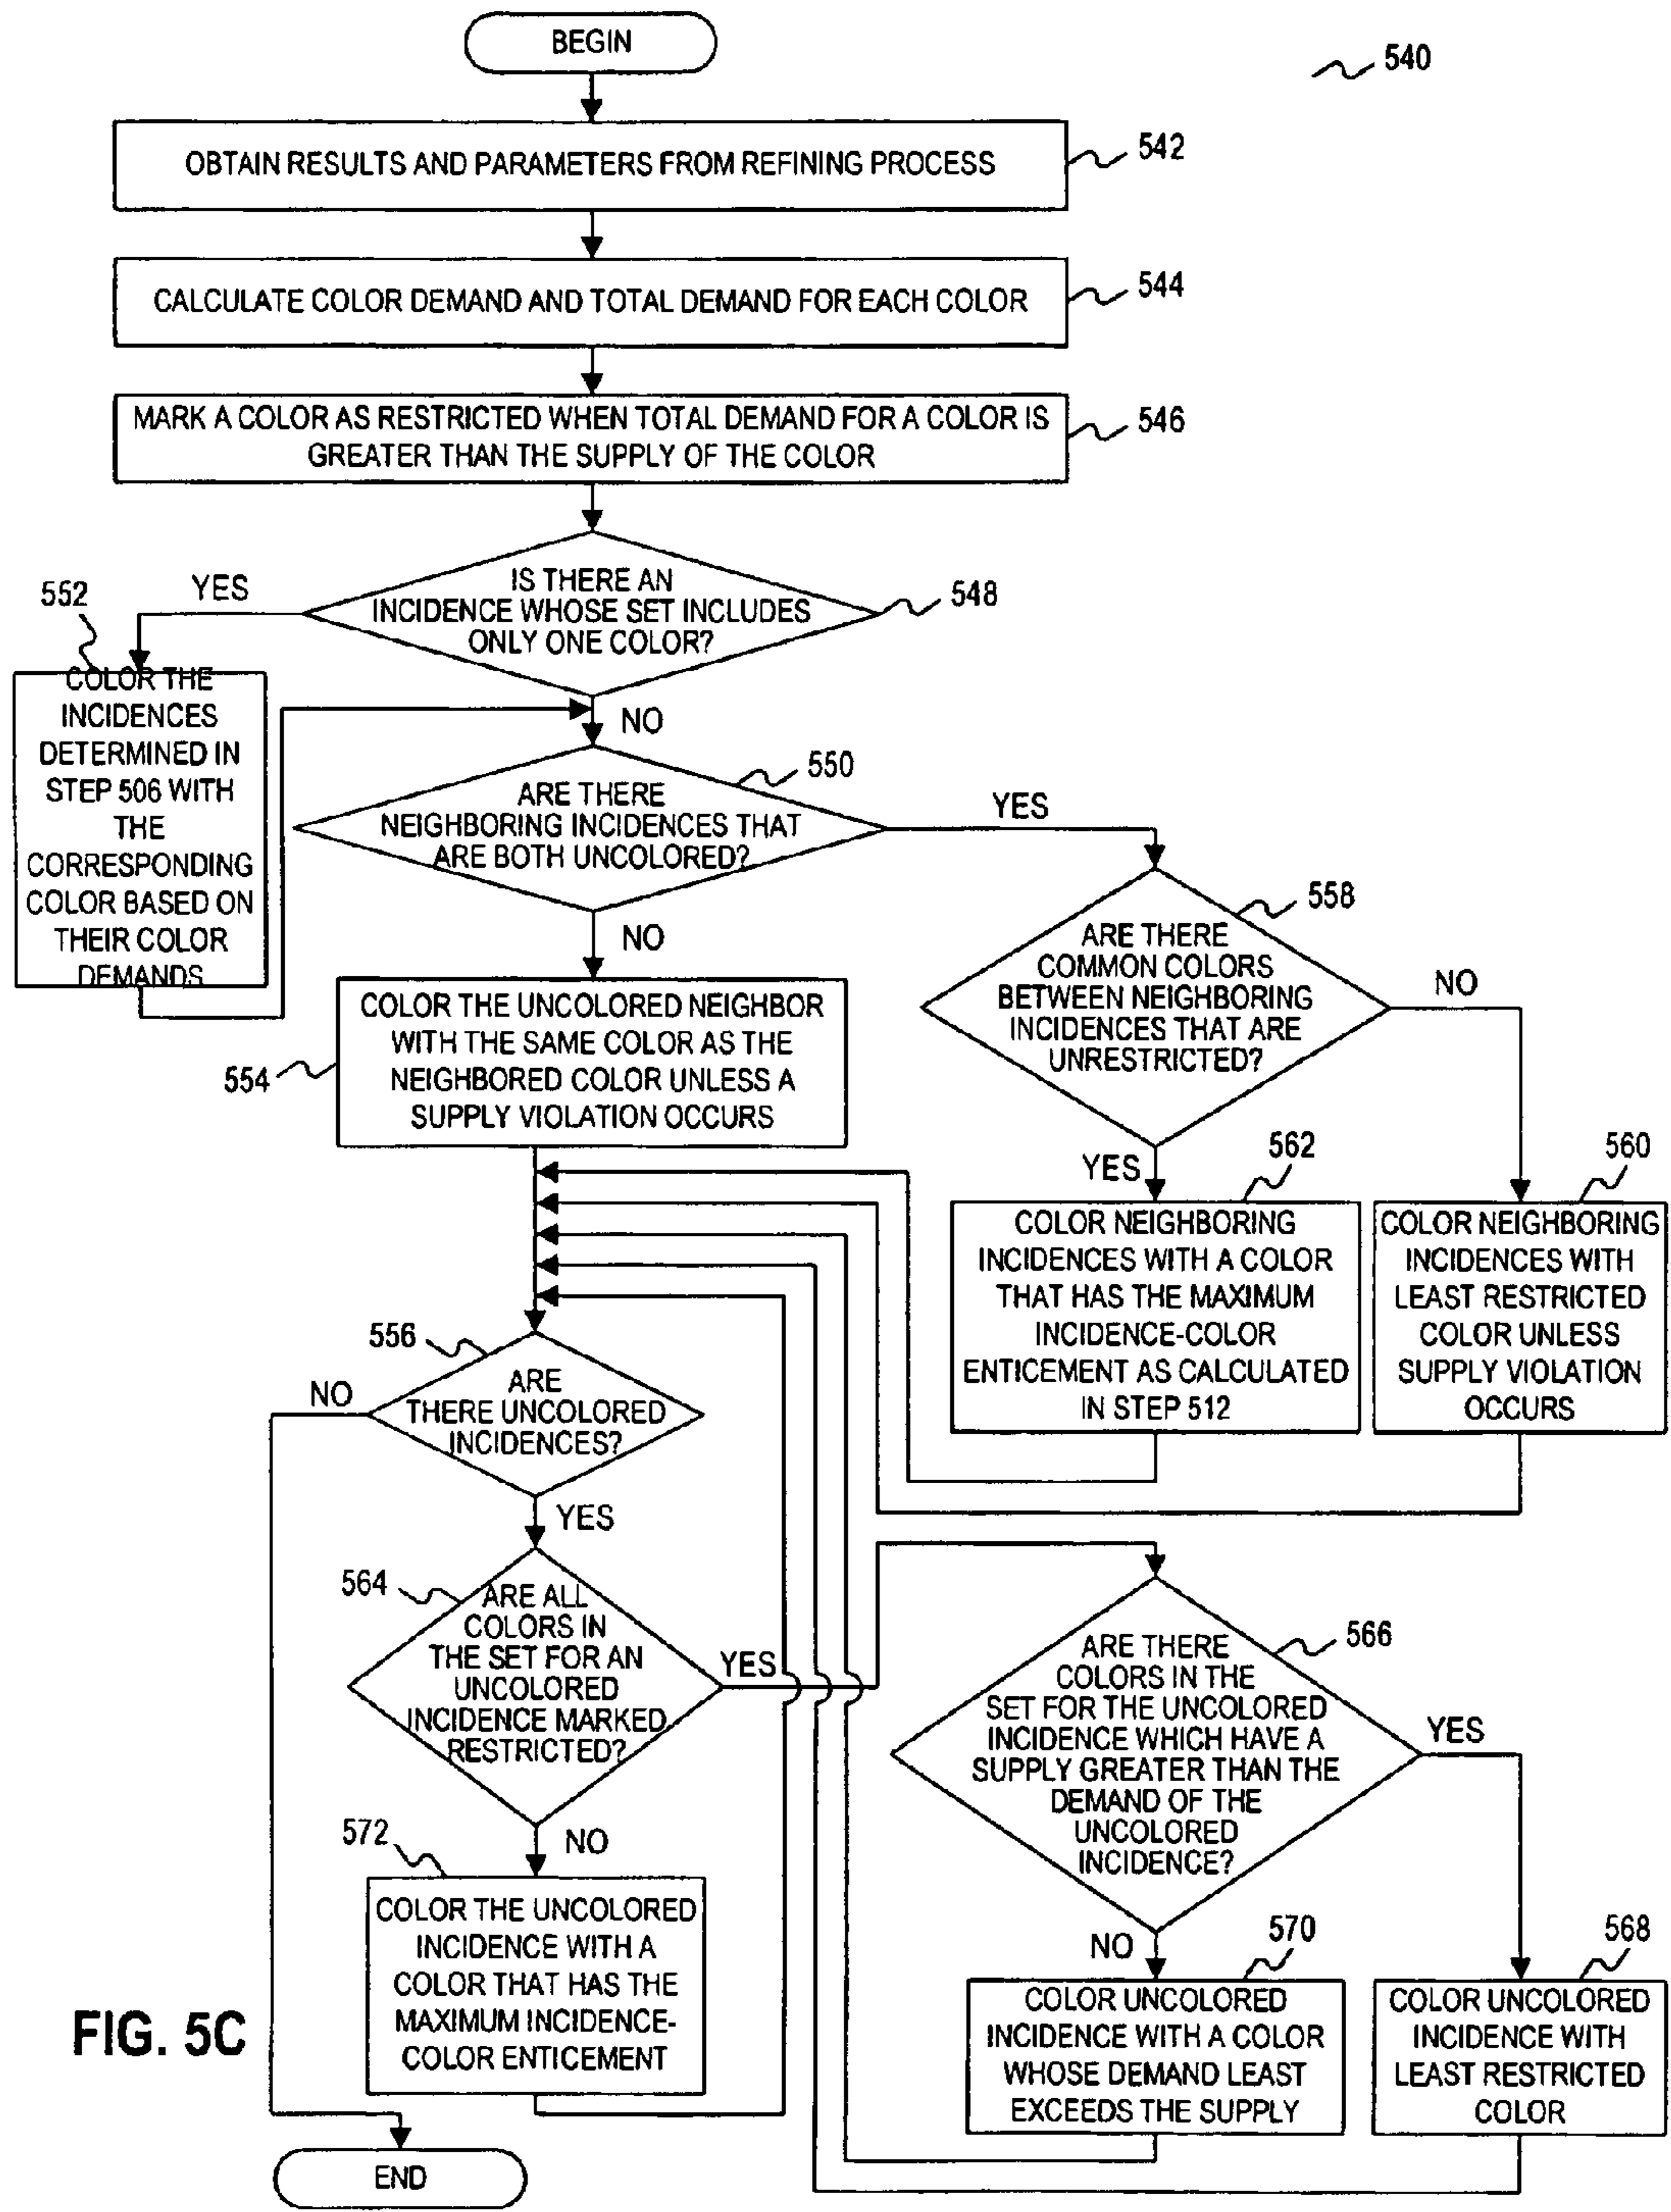 BEGIN
540
OBTAIN RESULTS AND PARAMETERS FROM REFINING PROCESS
542
CALCULATE COLOR DEMAND AND TOTAL DEMAND FOR EACH COLOR
544
MARK A COLOR AS RESTRICTED WHEN TOTAL DEMAND FOR A COLOR IS
GREATER THAN THE SUPPLY OF THE COLOR
546
IS THERE AN
INCIDENCE WHOSE SET INCLUDES
ONLY ONE COLOR?
548
YES
552
COLOR THE
INCIDENCES
DETERMINED IN
STEP 506 WITH
THE
CORRESPONDING
COLOR BASED ON
THEIR COLOR
DEMANDS
NO
ARE THERE
NEIGHBORING INCIDENCES THAT
ARE BOTH UNCOLORED?
550
YES
NO
COLOR THE UNCOLORED NEIGHBOR
WITH THE SAME COLOR AS THE
NEIGHBORED COLOR UNLESS A
SUPPLY VIOLATION OCCURS
554
ARE THERE
COMMON COLORS
BETWEEN NEIGHBORING
INCIDENCES THAT ARE
UNRESTRICTED?
558
NO
YES
562
COLOR NEIGHBORING
INCIDENCES WITH A COLOR
THAT HAS THE MAXIMUM
INCIDENCE-COLOR
ENTICEMENT AS CALCULATED
IN STEP 512
560
COLOR NEIGHBORING
INCIDENCES WITH
LEAST RESTRICTED
COLOR UNLESS
SUPPLY VIOLATION
OCCURS
556
ARE
THERE UNCOLORED
INCIDENCES?
NO
YES
564
ARE ALL
COLORS IN
THE SET FOR AN
UNCOLORED
INCIDENCE MARKED
RESTRICTED?
YES
ARE THERE
COLORS IN THE
SET FOR THE UNCOLORED
INCIDENCE WHICH HAVE A
SUPPLY GREATER THAN THE
DEMAND OF THE
UNCOLORED
INCIDENCE?
566
YES
NO
572
COLOR THE UNCOLORED
INCIDENCE WITH A
COLOR THAT HAS THE
MAXIMUM INCIDENCE-
COLOR ENTICEMENT
NO
570
COLOR UNCOLORED
INCIDENCE WITH A COLOR
WHOSE DEMAND LEAST
EXCEEDS THE SUPPLY
568
COLOR UNCOLORED
INCIDENCE WITH
LEAST RESTRICTED
COLOR
FIG. 5C
END